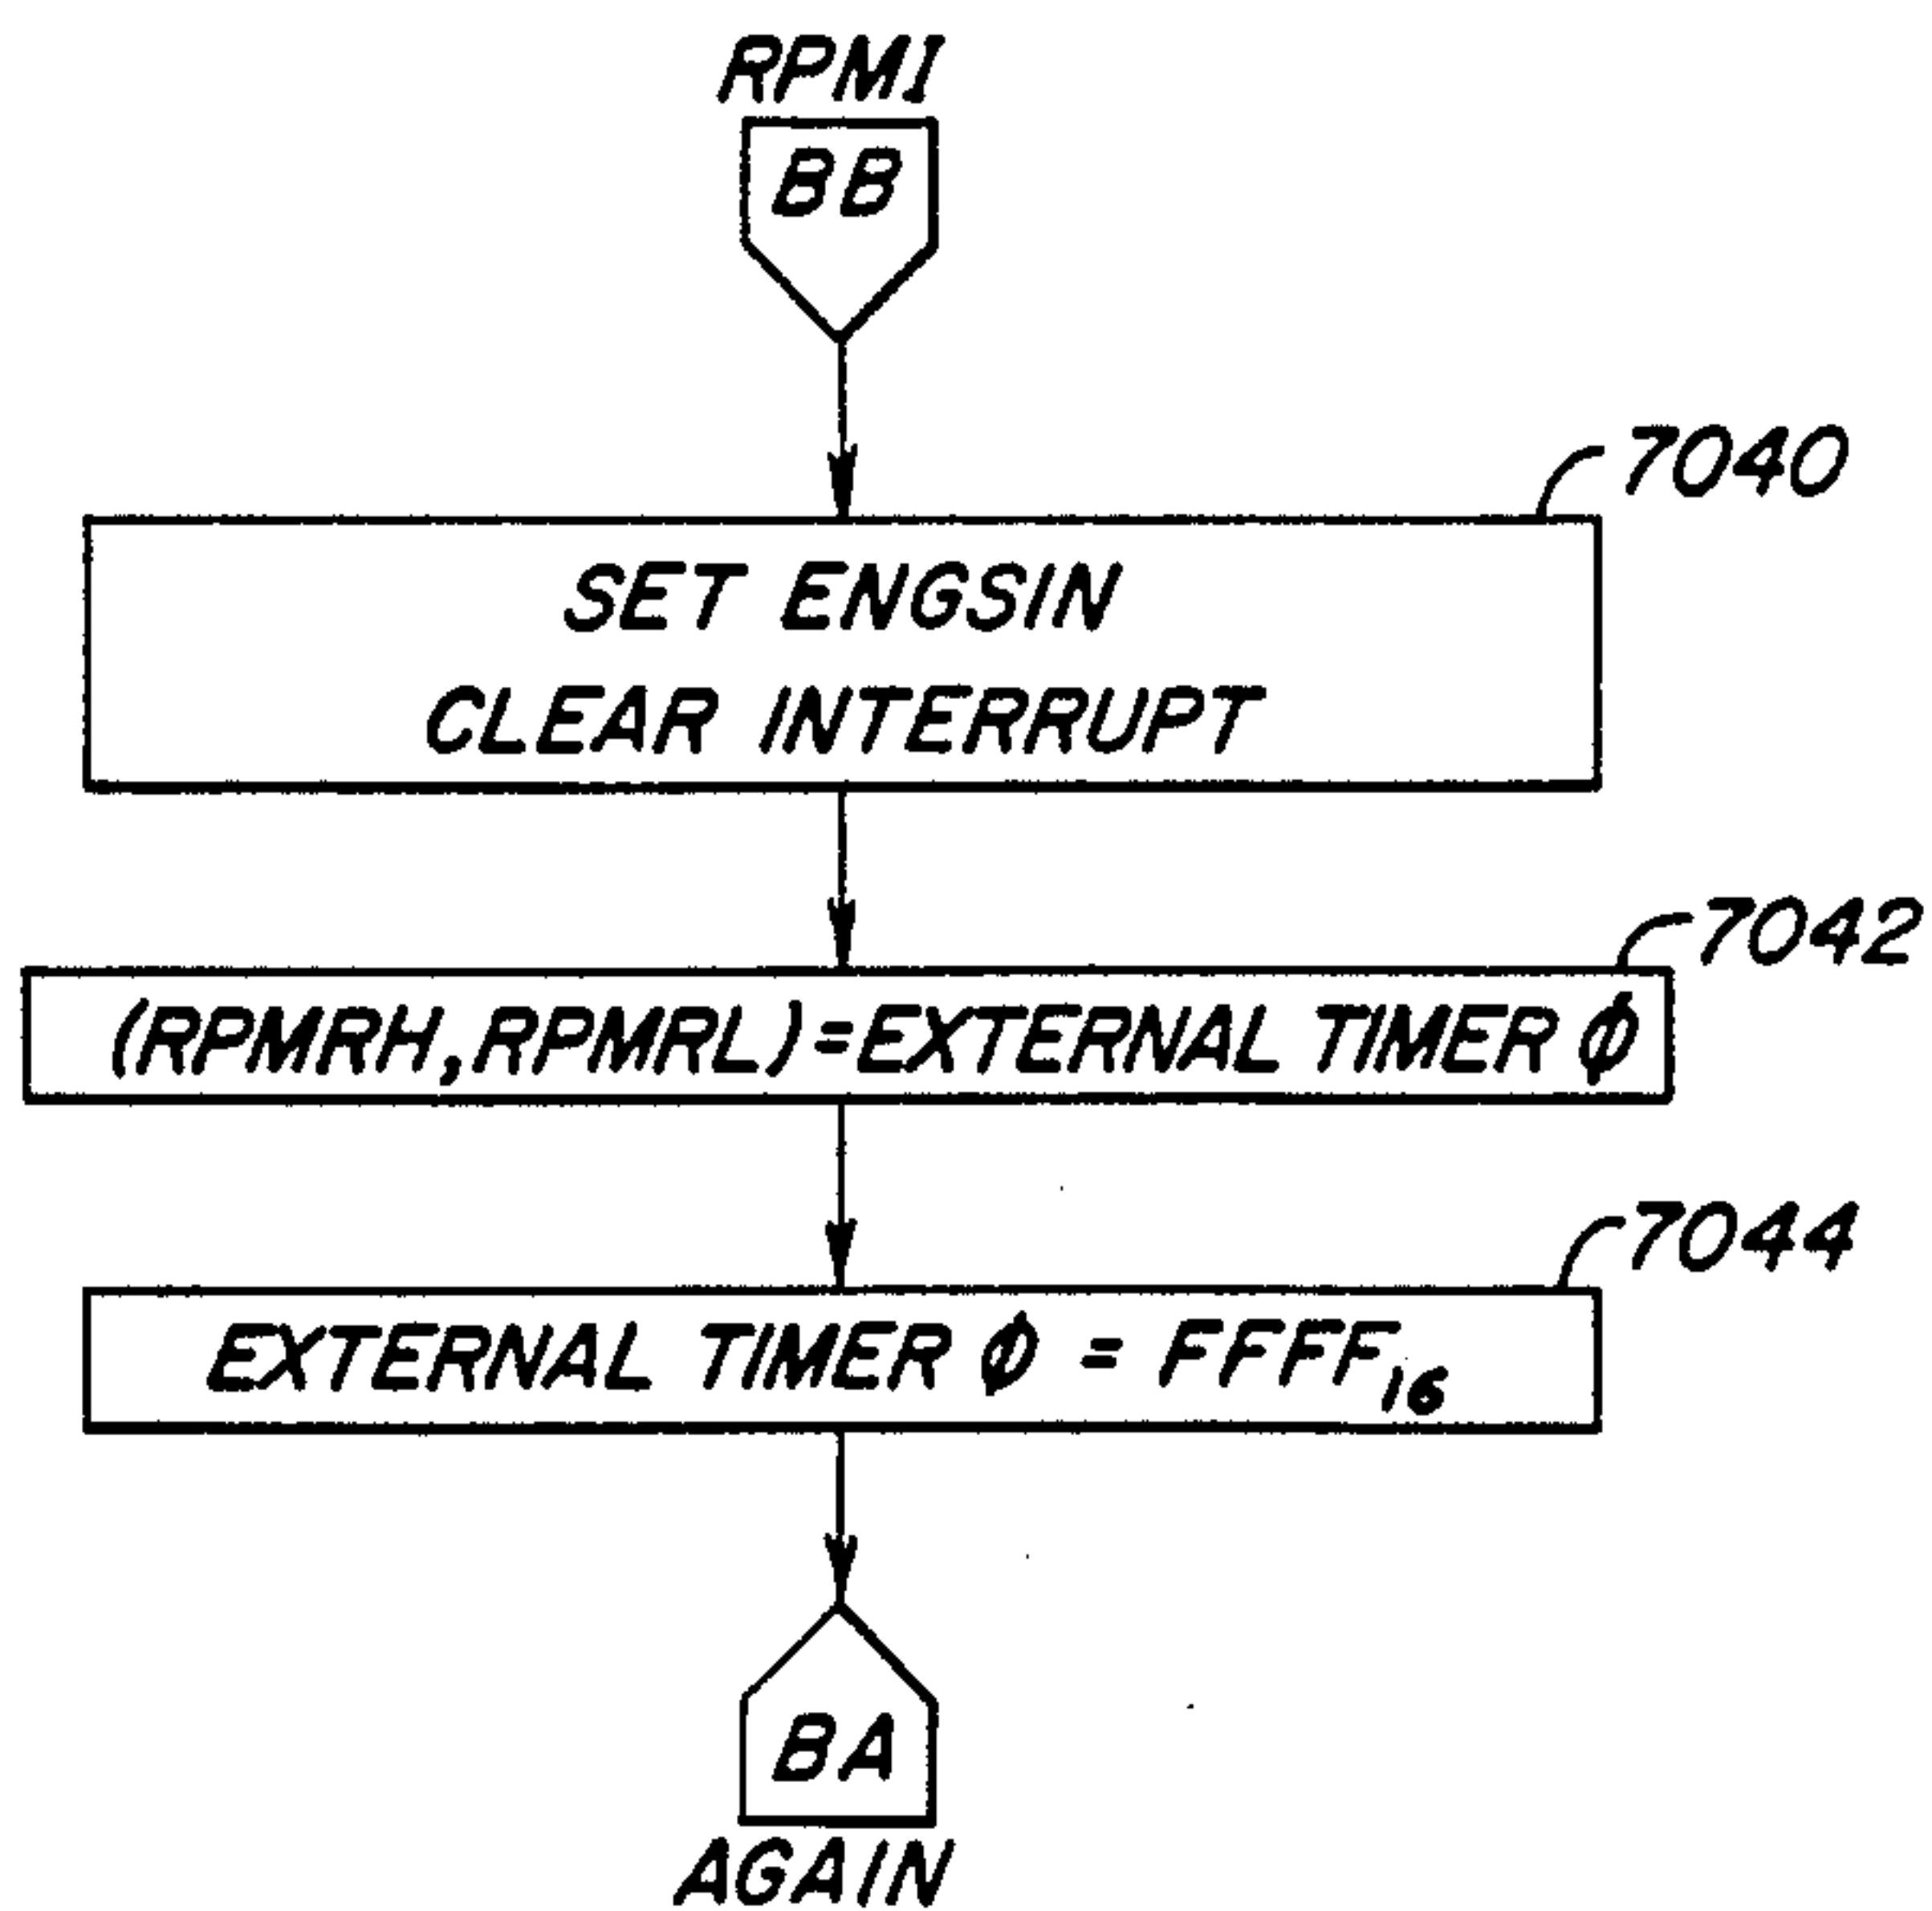 RPMI
BB
7040
SET ENGSIN
CLEAR INTERRUPT
7042
(RPMRH,RPMRL)=EXTERNAL TIMER Ø
7044
EXTERNAL TIMER Ø = FFFF₁₆
BA
AGAIN